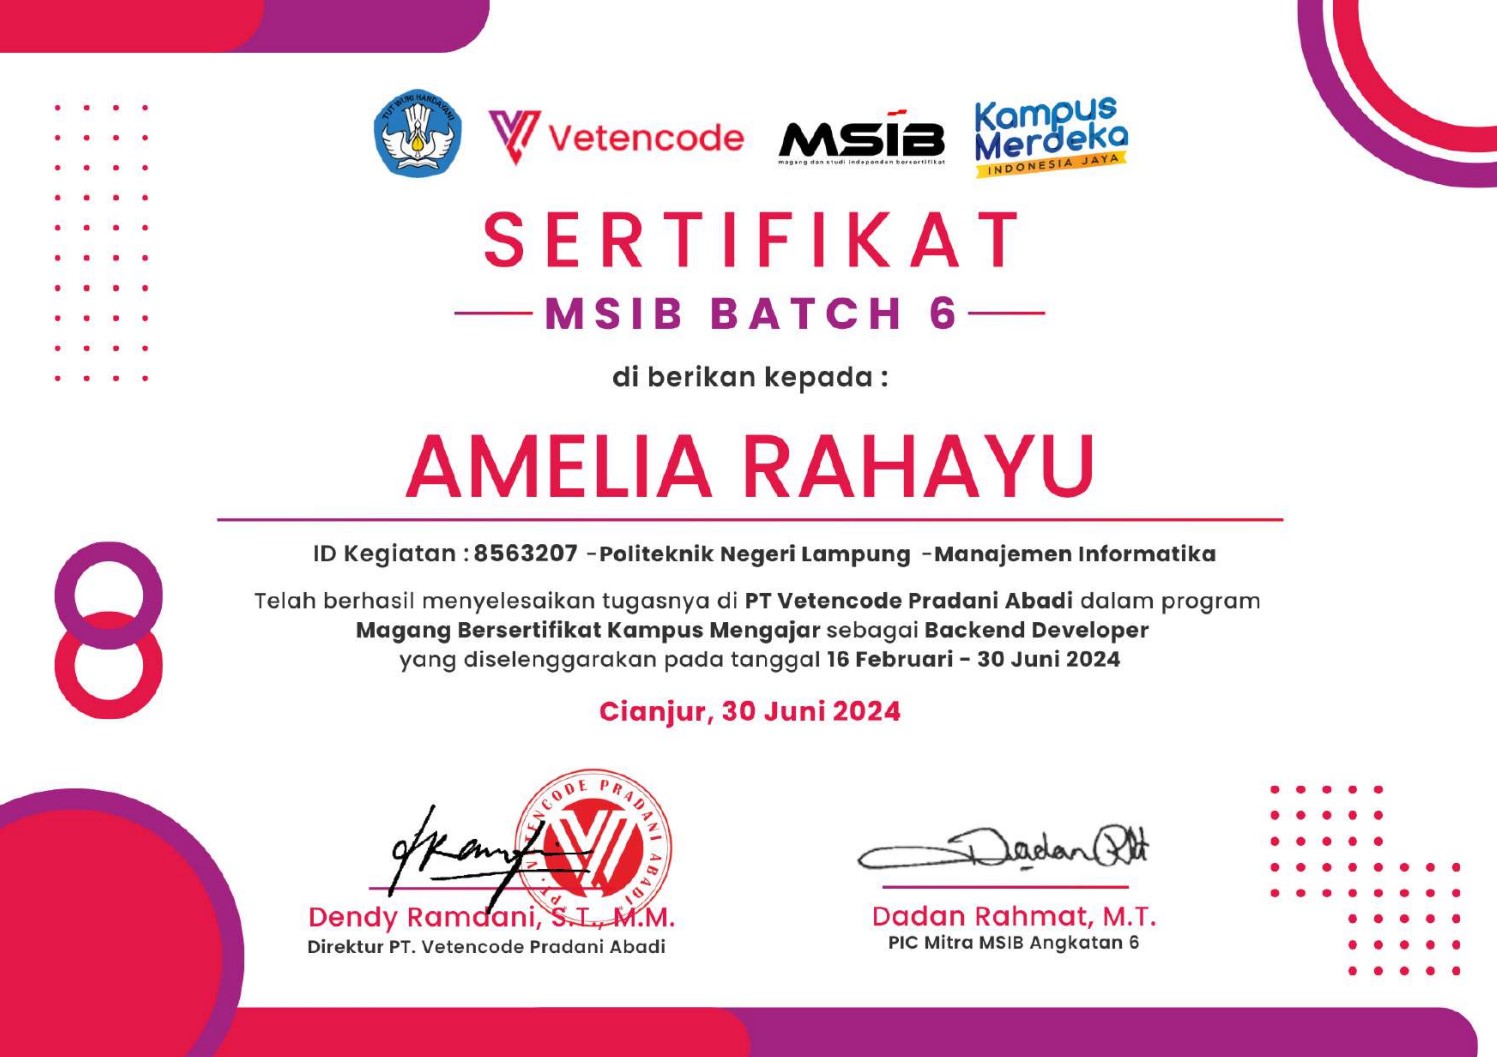 TUT WURI HANDAYANI
Vetencode
MSIB
magang dan studi independen bersertifikat
Kampus
Merdeka
INDONESIA JAYA
SERTIFIKAT
MSIB BATCH 6
di berikan kepada :
AMELIA RAHAYU
ID Kegiatan : 8563207 -Politeknik Negeri Lampung -Manajemen Informatika
Telah berhasil menyelesaikan tugasnya di PT Vetencode Pradani Abadi dalam program
Magang Bersertifikat Kampus Mengajar sebagai Backend Developer
yang diselenggarakan pada tanggal 16 Februari - 30 Juni 2024
Cianjur, 30 Juni 2024
PT. VETENCODE PRADANI ABADI
Dadan
Dendy Ramdani, S.T., M.M.
Direktur PT. Vetencode Pradani Abadi
Dadan Rahmat, M.T.
PIC Mitra MSIB Angkatan 6